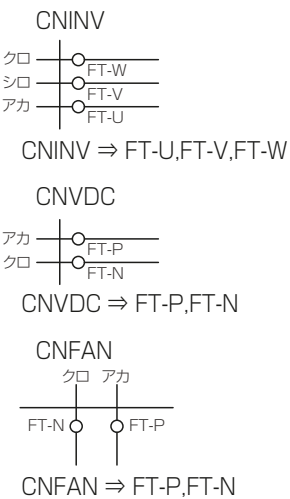 CNINV
クロ
FT-W
シロ
FT-V
アカ
FT-U
CNINV ⇒ FT-U,FT-V,FT-W
CNVDC
アカ
FT-P
クロ
FT-N
CNVDC ⇒ FT-P,FT-N
CNFAN
クロ アカ
FT-N FT-P
CNFAN ⇒ FT-P,FT-N